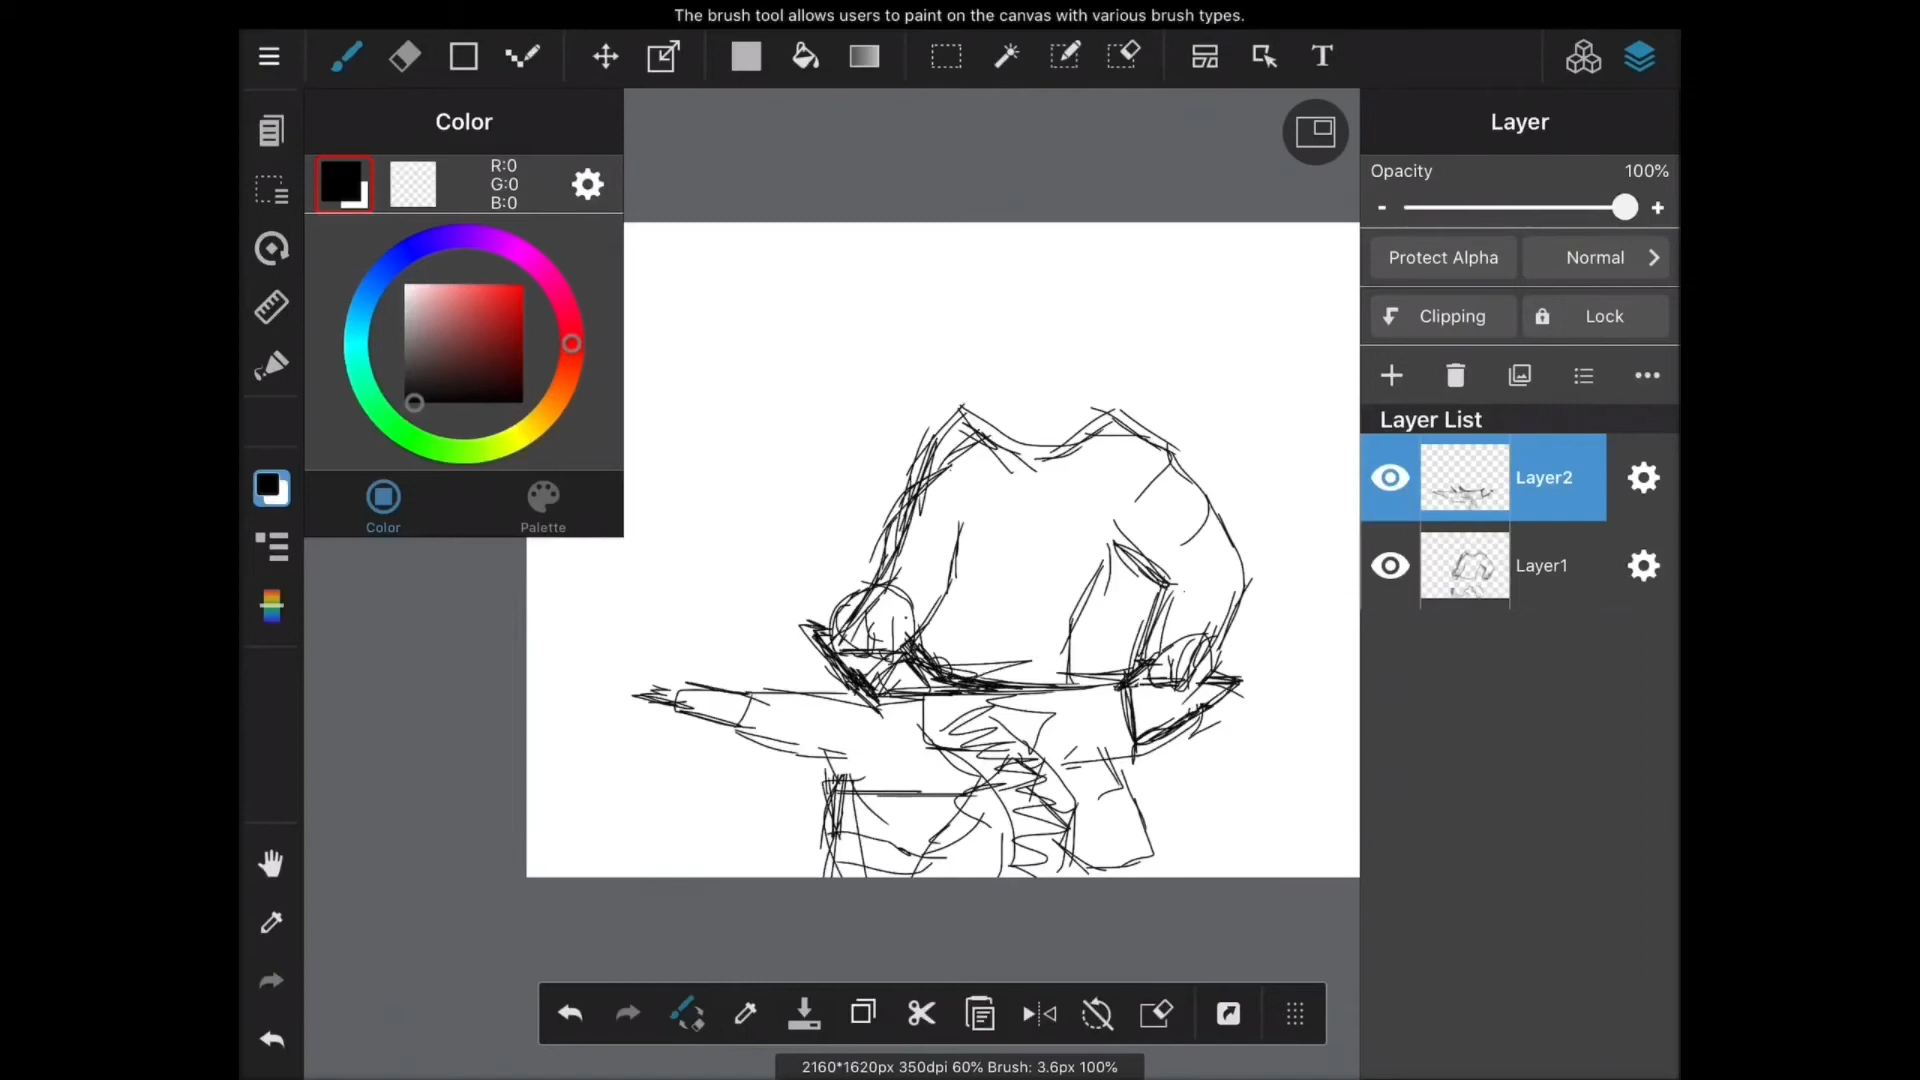 The brush tool allows users to paint on the canvas with various brush types.
T
Color
R:0
G:0
B:0
Color
Palette
Layer
Opacity 100%
- +
Protect Alpha Normal
Clipping Lock
Layer List
Layer2
Layer1
2160*1620px 350dpi 60% Brush: 3.6px 100%